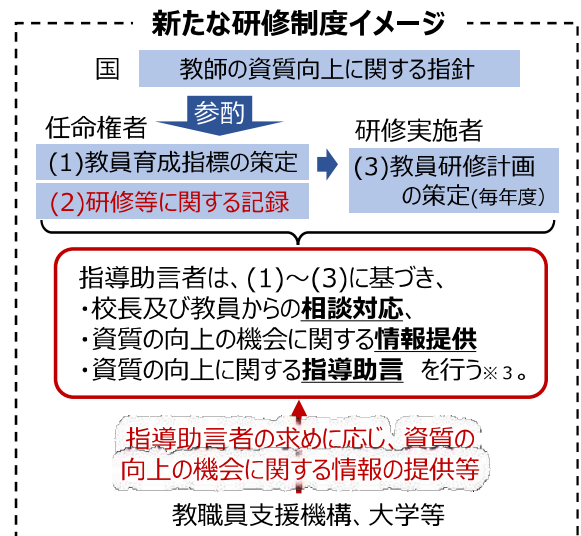 新たな研修制度イメージ
国 教師の資質向上に関する指針
参酌
任命権者
(1)教員育成指標の策定
(2)研修等に関する記録
研修実施者
(3)教員研修計画
の策定(毎年度)
指導助言者は、(1)～(3)に基づき、
・校長及び教員からの相談対応、
・資質の向上の機会に関する情報提供
・資質の向上に関する指導助言 を行う※３。
指導助言者の求めに応じ、資質の
向上の機会に関する情報の提供等
教職員支援機構、大学等